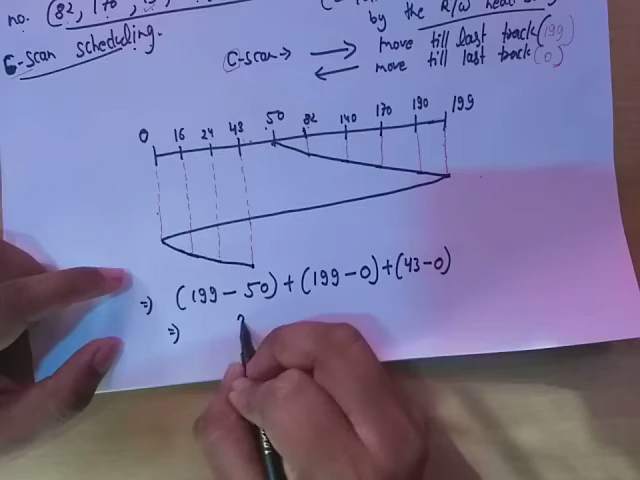 no. (82, 170,
by the R/W head
C-scan scheduling.
C-scan→ → move till last track (199)
← move till last track (0)
0 16 24 43 50 82 140 170 190 199
⇒ (199 - 50) + (199 - 0) + (43 - 0)
⇒